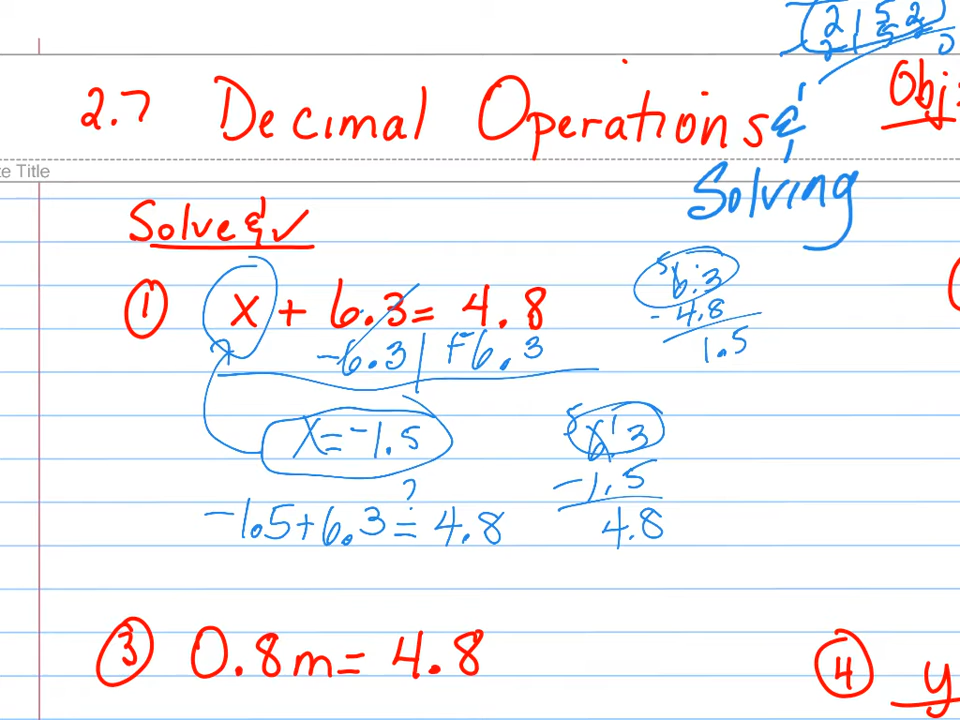 2.7 Decimal Operations &
Solving
Obj:
te Title
Solve & ✓
① x + 6.3 = 4.8
-6.3 | -6.3
x = -1.5
-1.5 + 6.3 ≟ 4.8
6.3
- 4.8
1.5
6.3
- 1.5
4.8
③ 0.8m = 4.8
④ y